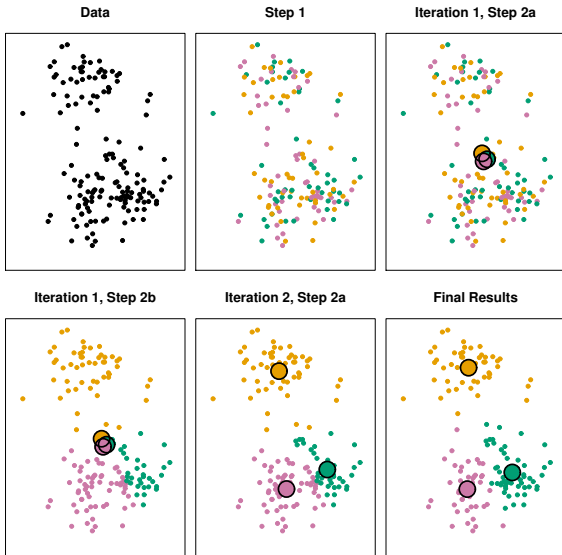 Data
Step 1
Iteration 1, Step 2a
Iteration 1, Step 2b
Iteration 2, Step 2a
Final Results